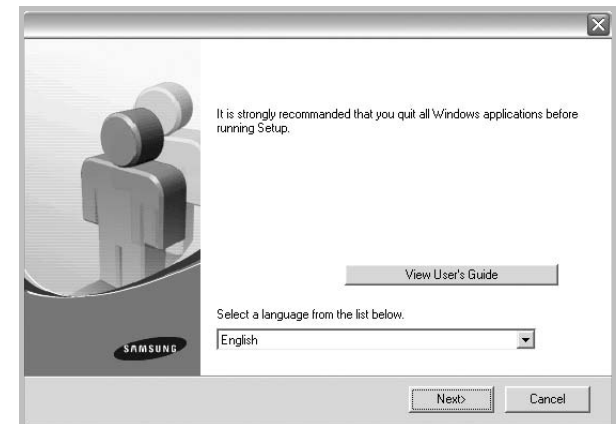 It is strongly recommanded that you quit all Windows applications before
running Setup.
View User's Guide
Select a language from the list below.
English
SAMSUNG
Next>
Cancel